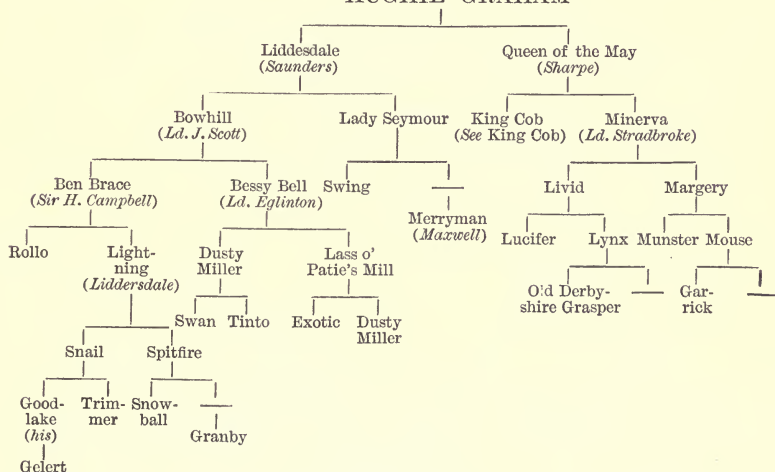 HUGHIE GRAHAM
Liddesdale Queen of the May
(Saunders) (Sharpe)
Bowhill Lady Seymour King Cob Minerva
(Ld. J. Scott) (See King Cob) (Ld. Stradbroke)
Ben Brace Bessy Bell Swing — Livid Margery
(Sir H. Campbell) (Ld. Eglinton)
Merryman
(Maxwell)
Rollo Light- Dusty Lass o' Lucifer Lynx Munster Mouse
ning Miller Patie's Mill
(Liddersdale)
Old Derby- — Gar- —
shire Grasper rick
Swan Tinto Exotic Dusty
Miller
Snail Spitfire
Good- Trim- Snow- —
lake mer ball
(his) Granby
Gelert